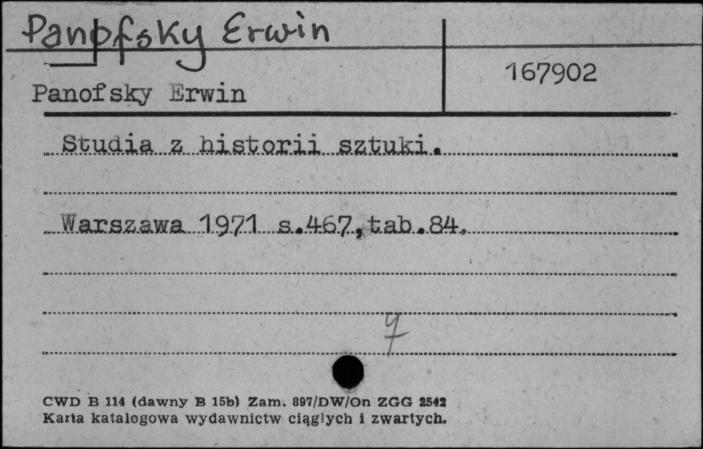 Panofsky Erwin
167902
Panofsky Erwin
Studia z historii sztuki.
Warszawa 1971 s.467,tab.84.
CWD B 114 (dawny B 15b) Zam. 897/DW/On ZGG 2542
Karta katalogowa wydawnictw ciągłych i zwartych.